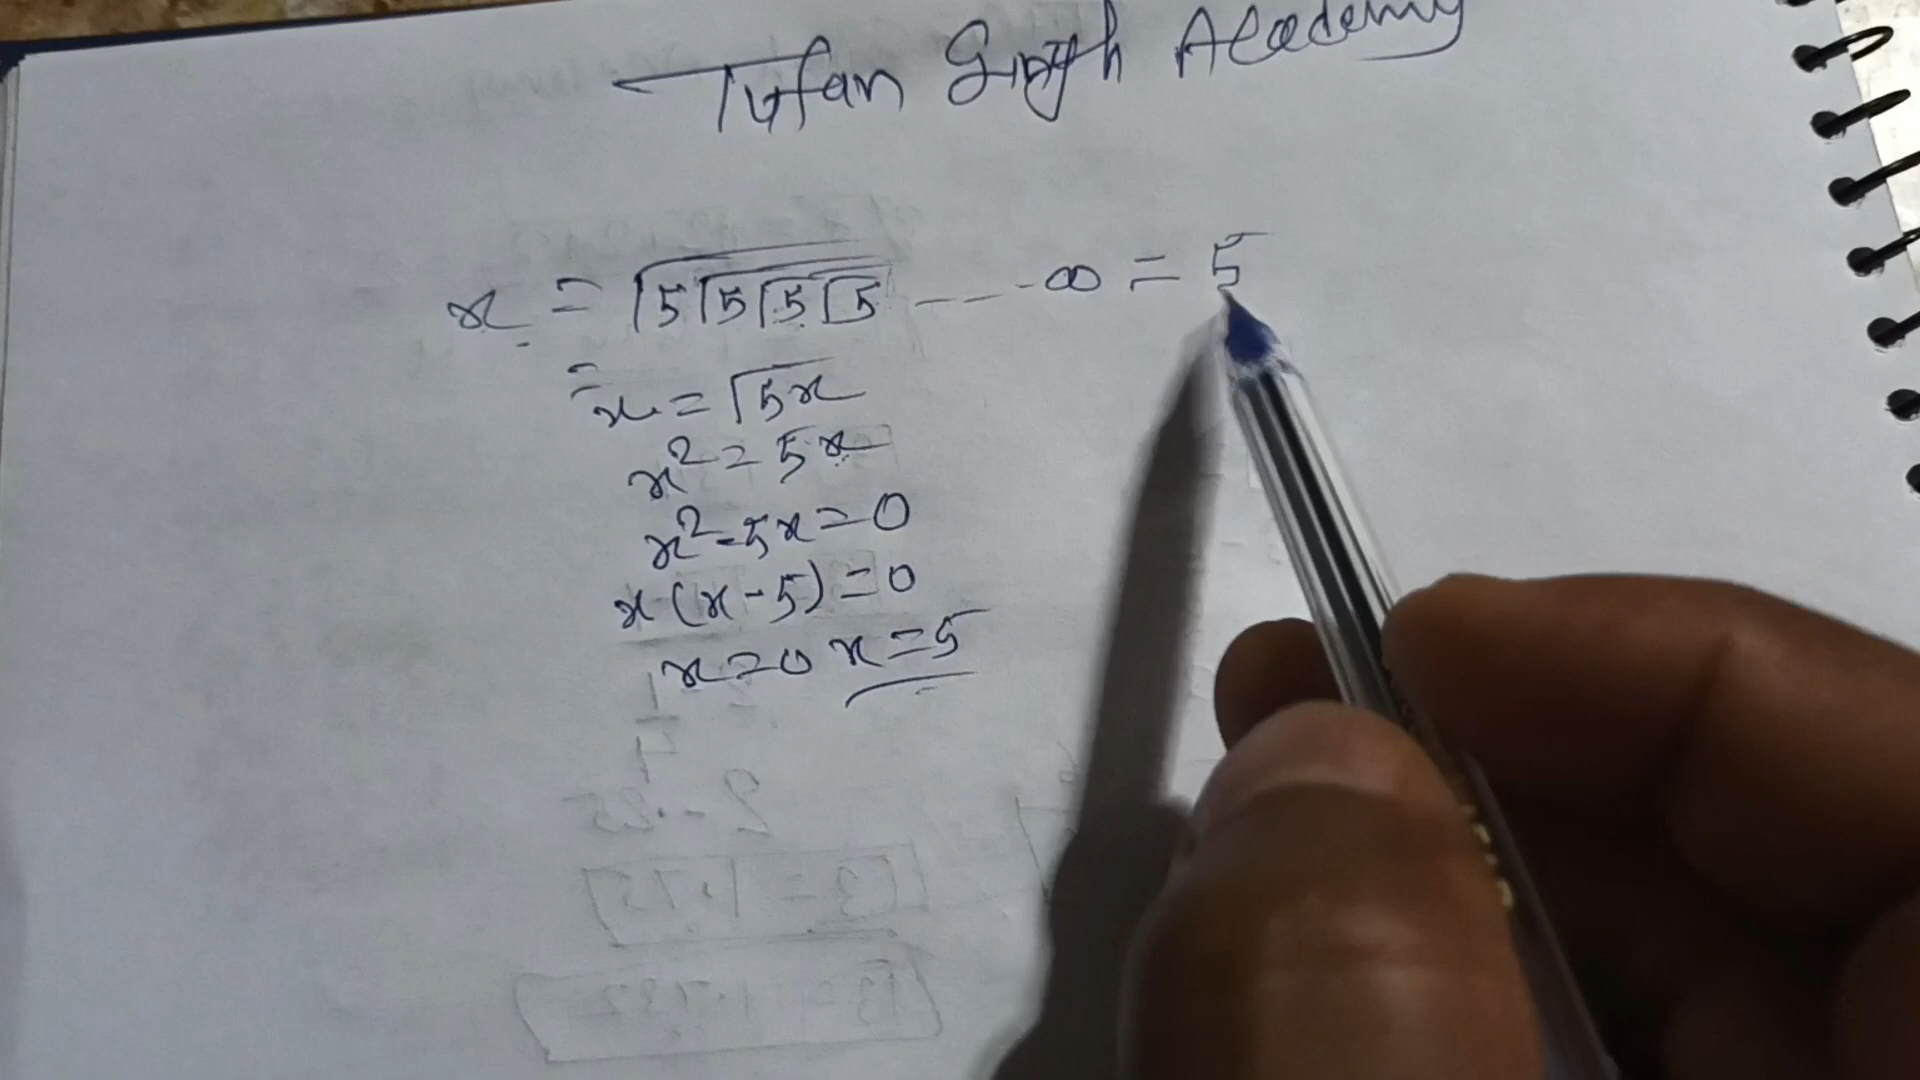 Tufan Singh Academy
x = √5√5√5√5 --- ∞ = 5
= x = √5x
x² = 5x
x² - 5x = 0
x (x - 5) = 0
x = 0 x = 5